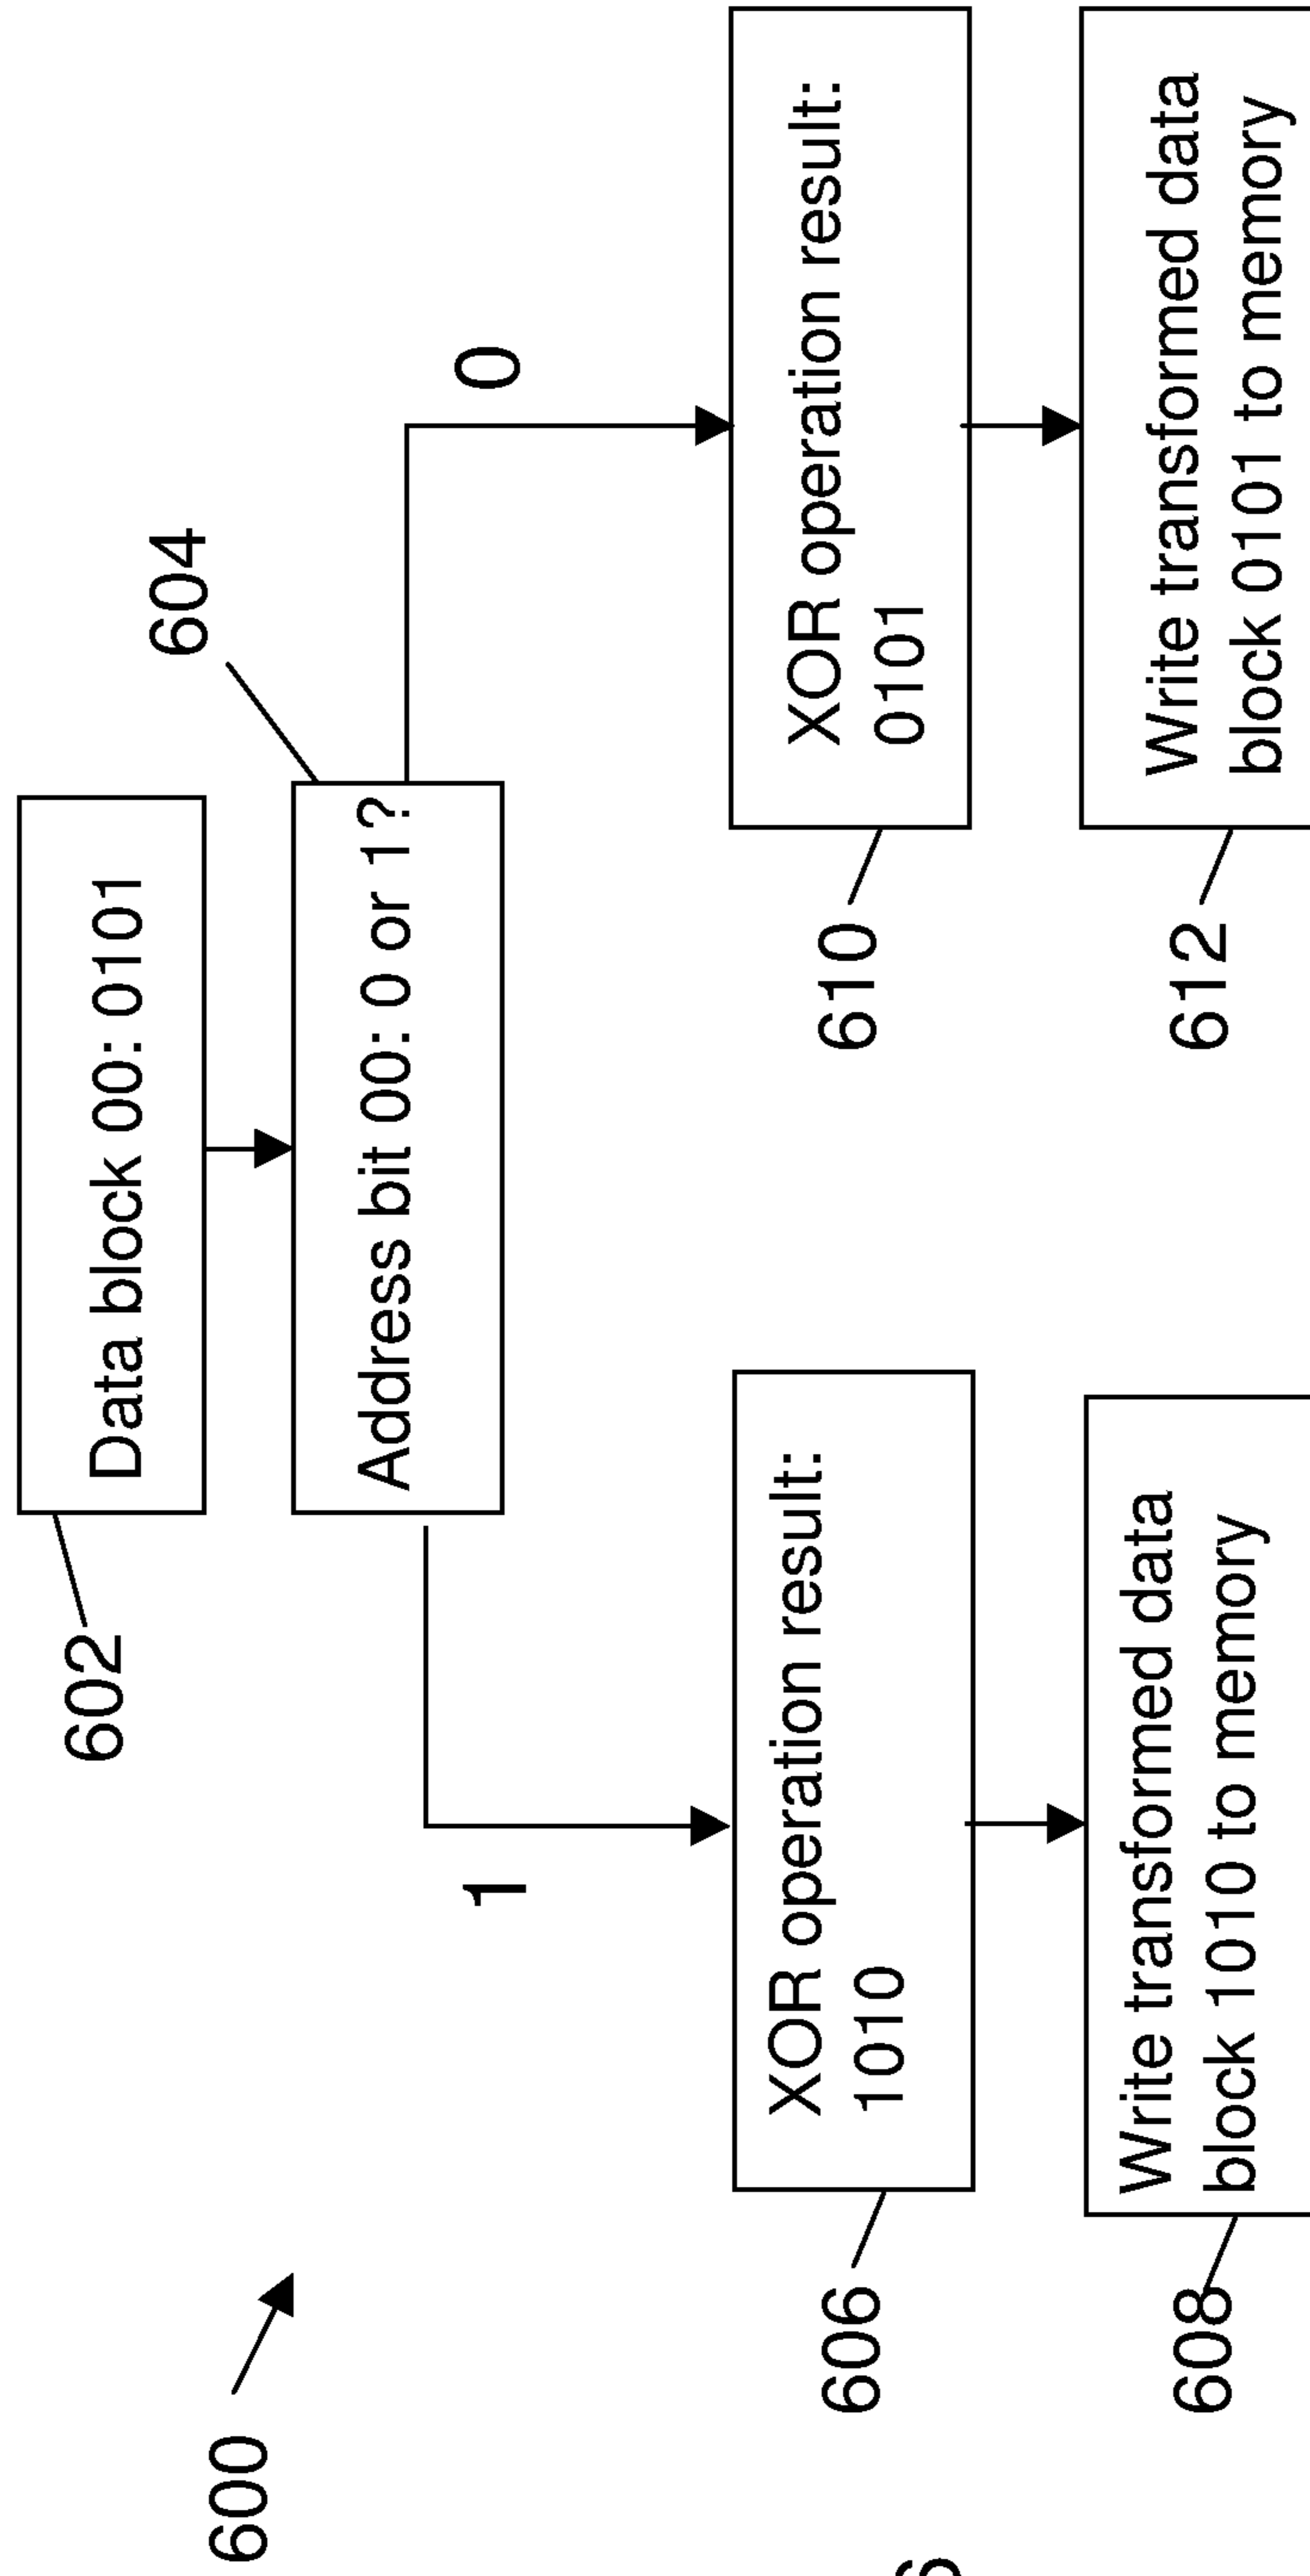 600
602
Data block 00: 0101
604
Address bit 00: 0 or 1?
1
0
606
XOR operation result:
1010
610
XOR operation result:
0101
608
Write transformed data
block 1010 to memory
612
Write transformed data
block 0101 to memory
6